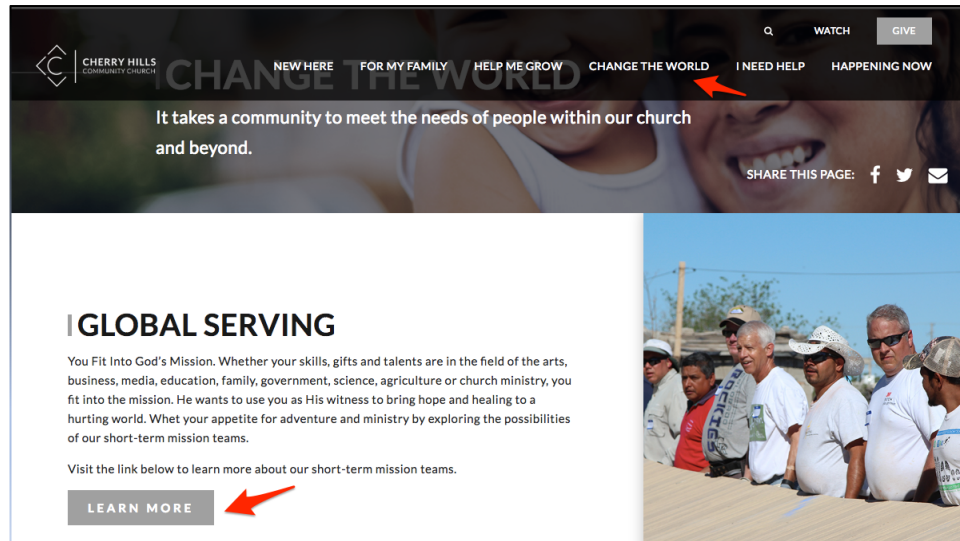 WATCH
GIVE
CHERRY HILLS
COMMUNITY CHURCH
NEW HERE
FOR MY FAMILY
HELP ME GROW
CHANGE THE WORLD
I NEED HELP
HAPPENING NOW
CHANGE THE WORLD
It takes a community to meet the needs of people within our church
and beyond.
SHARE THIS PAGE:
GLOBAL SERVING
You Fit Into God's Mission. Whether your skills, gifts and talents are in the field of the arts,
business, media, education, family, government, science, agriculture or church ministry, you
fit into the mission. He wants to use you as His witness to bring hope and healing to a
hurting world. Whet your appetite for adventure and ministry by exploring the possibilities
of our short-term mission teams.
Visit the link below to learn more about our short-term mission teams.
LEARN MORE